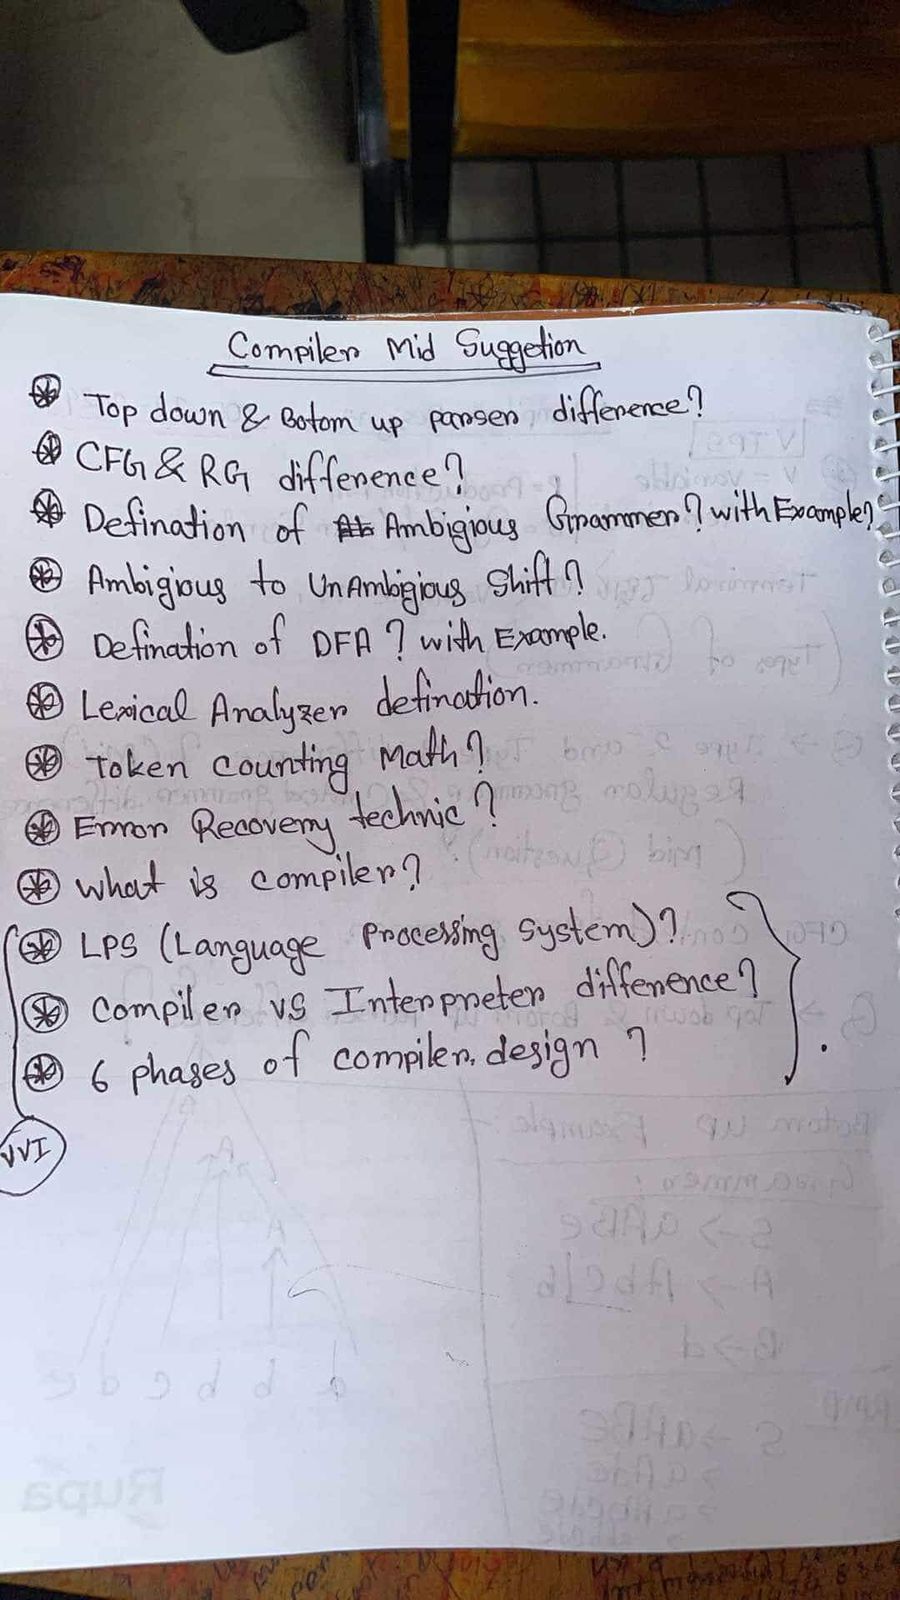 Compiler Mid Suggetion
Top down & Botom up parser difference?
CFG & RG difference?
Defination of Ambigious Grammer? with Example?
Ambigious to UnAmbigious Shift?
Defination of DFA? with Example.
Lexical Analyzer defination.
Token counting Math?
Error Recovery technic?
what is compiler?
LPS (Language Processing System)?
Compiler vs Interpreter difference?
6 phases of compiler design?
VVI
Rupa